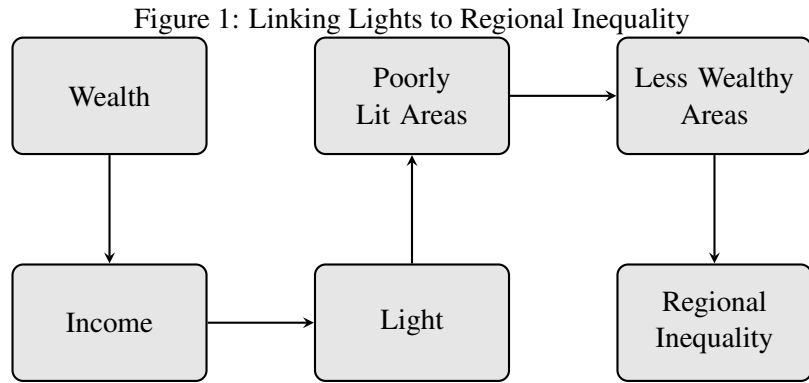 Figure 1: Linking Lights to Regional Inequality
Wealth
Poorly
Lit Areas
Less Wealthy
Areas
Income
Light
Regional
Inequality